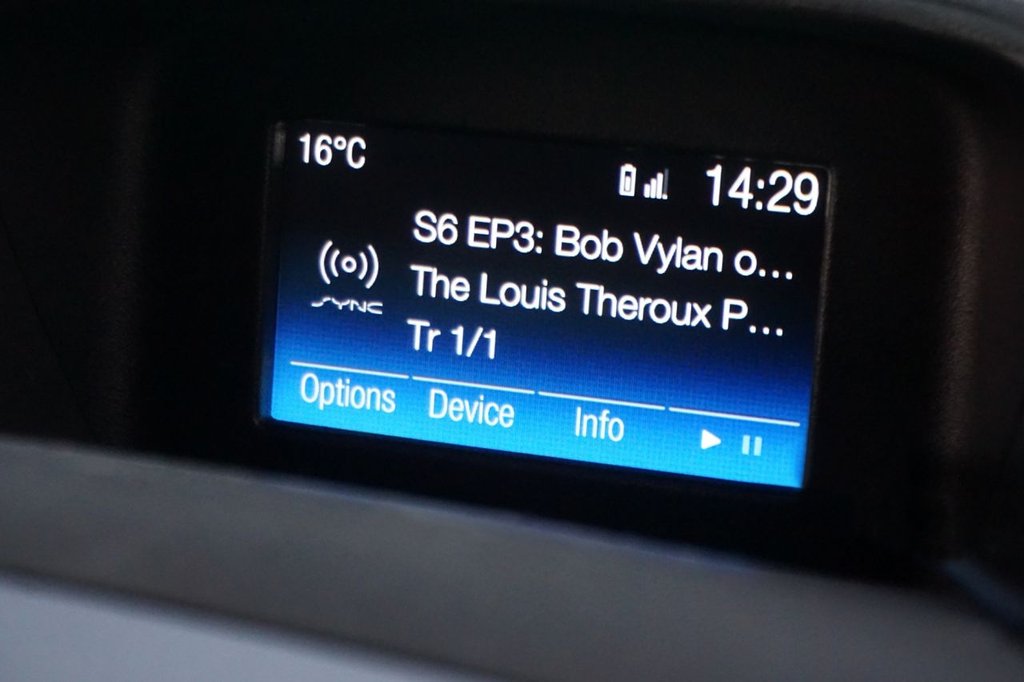 16°C
14:29
S6 EP3: Bob Vylan o...
The Louis Theroux P...
SYNC
Tr 1/1
Options Device Info